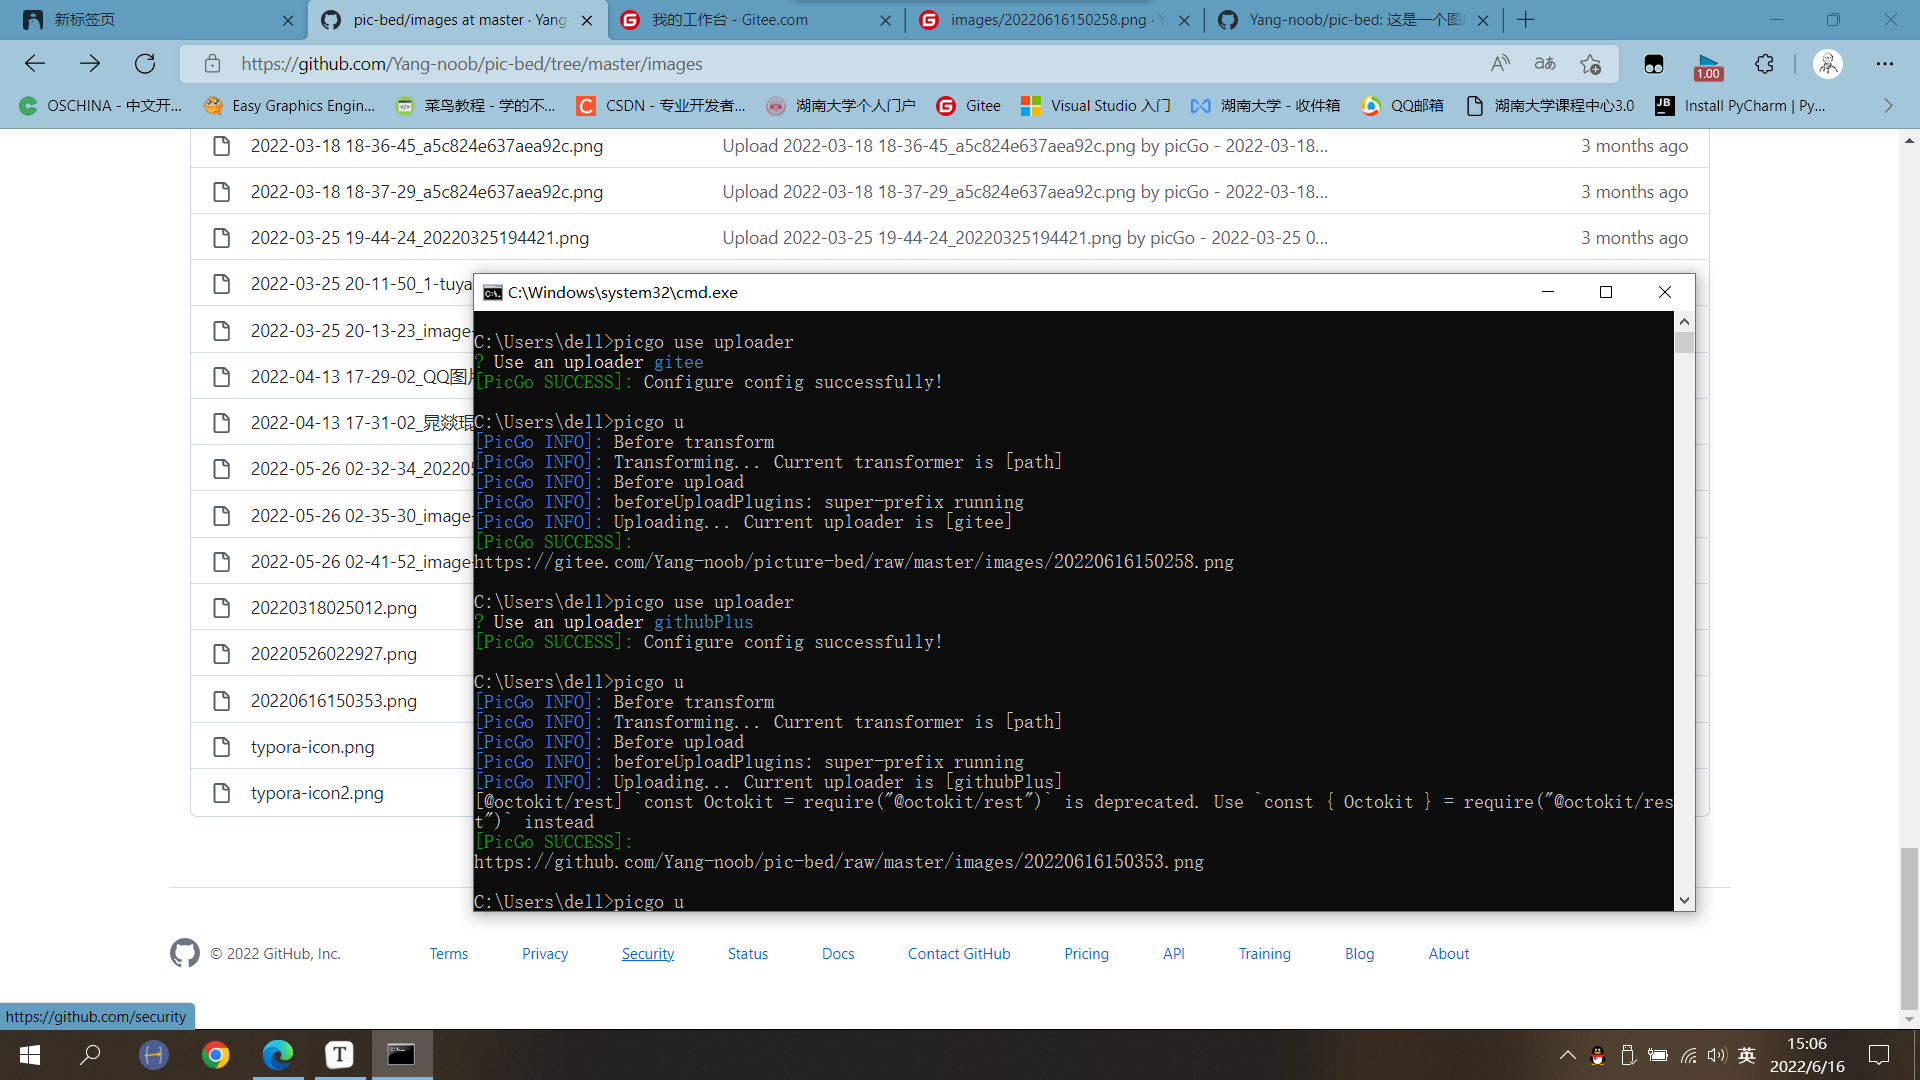 新标签页
pic-bed/images at master · Yang-
我的工作台 - Gitee.com
images/20220616150258.png · Y
Yang-noob/pic-bed: 这是一个图
https://github.com/Yang-noob/pic-bed/tree/master/images
1.00
OSCHINA - 中文开...
Easy Graphics Engin...
菜鸟教程 - 学的不...
CSDN - 专业开发者...
湖南大学个人门户
Gitee
Visual Studio 入门
湖南大学 - 收件箱
QQ邮箱
湖南大学课程中心3.0
Install PyCharm | Py...
2022-03-18 18-36-45_a5c824e637aea92c.png Upload 2022-03-18 18-36-45_a5c824e637aea92c.png by picGo - 2022-03-18... 3 months ago
2022-03-18 18-37-29_a5c824e637aea92c.png Upload 2022-03-18 18-37-29_a5c824e637aea92c.png by picGo - 2022-03-18... 3 months ago
2022-03-25 19-44-24_20220325194421.png Upload 2022-03-25 19-44-24_20220325194421.png by picGo - 2022-03-25 0... 3 months ago
2022-03-25 20-11-50_1-tuya
2022-03-25 20-13-23_image-
2022-04-13 17-29-02_QQ图片
2022-04-13 17-31-02_晁燚琨
2022-05-26 02-32-34_202205
2022-05-26 02-35-30_image-
2022-05-26 02-41-52_image-
20220318025012.png
20220526022927.png
20220616150353.png
typora-icon.png
typora-icon2.png
C:\Windows\system32\cmd.exe
C:\Users\dell>picgo use uploader
? Use an uploader gitee
[PicGo SUCCESS]: Configure config successfully!
C:\Users\dell>picgo u
[PicGo INFO]: Before transform
[PicGo INFO]: Transforming... Current transformer is [path]
[PicGo INFO]: Before upload
[PicGo INFO]: beforeUploadPlugins: super-prefix running
[PicGo INFO]: Uploading... Current uploader is [gitee]
[PicGo SUCCESS]:
https://gitee.com/Yang-noob/picture-bed/raw/master/images/20220616150258.png
C:\Users\dell>picgo use uploader
? Use an uploader githubPlus
[PicGo SUCCESS]: Configure config successfully!
C:\Users\dell>picgo u
[PicGo INFO]: Before transform
[PicGo INFO]: Transforming... Current transformer is [path]
[PicGo INFO]: Before upload
[PicGo INFO]: beforeUploadPlugins: super-prefix running
[PicGo INFO]: Uploading... Current uploader is [githubPlus]
[@octokit/rest] `const Octokit = require("@octokit/rest")` is deprecated. Use `const { Octokit } = require("@octokit/res
t")` instead
[PicGo SUCCESS]:
https://github.com/Yang-noob/pic-bed/raw/master/images/20220616150353.png
C:\Users\dell>picgo u
© 2022 GitHub, Inc. Terms Privacy Security Status Docs Contact GitHub Pricing API Training Blog About
https://github.com/security
英
15:06
2022/6/16